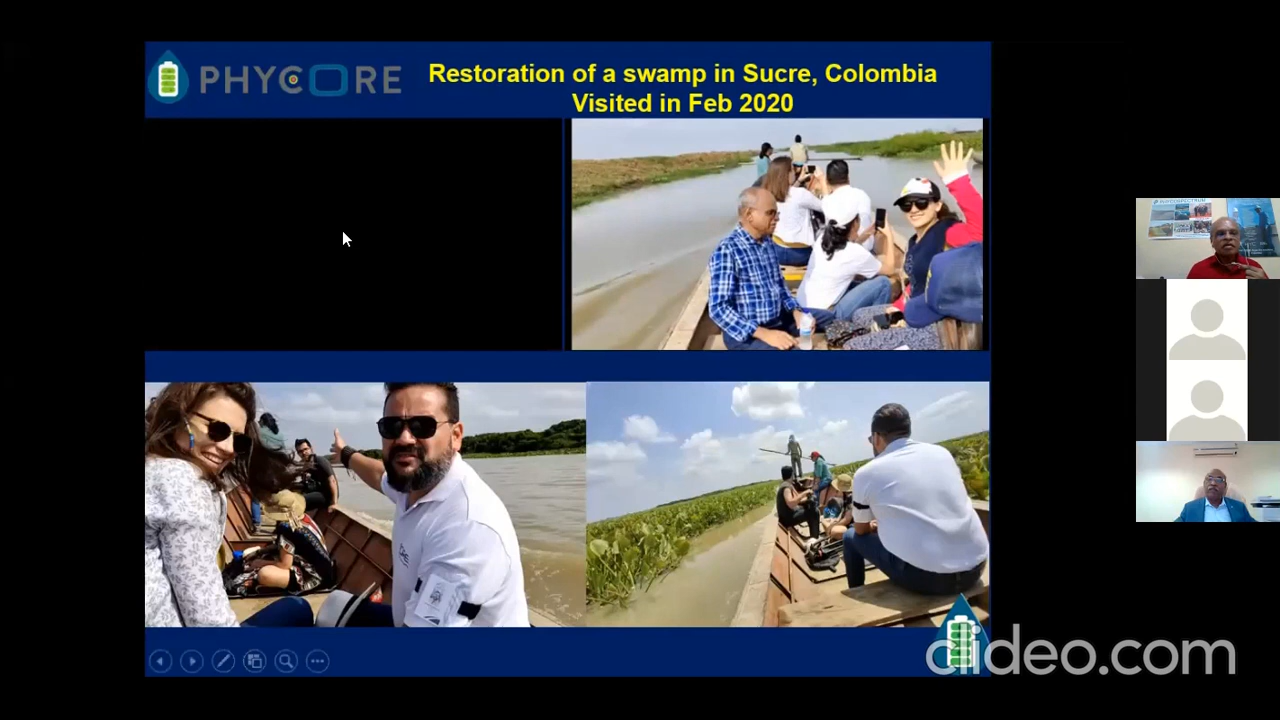 PHYCORE
Restoration of a swamp in Sucre, Colombia
Visited in Feb 2020
clideo.com